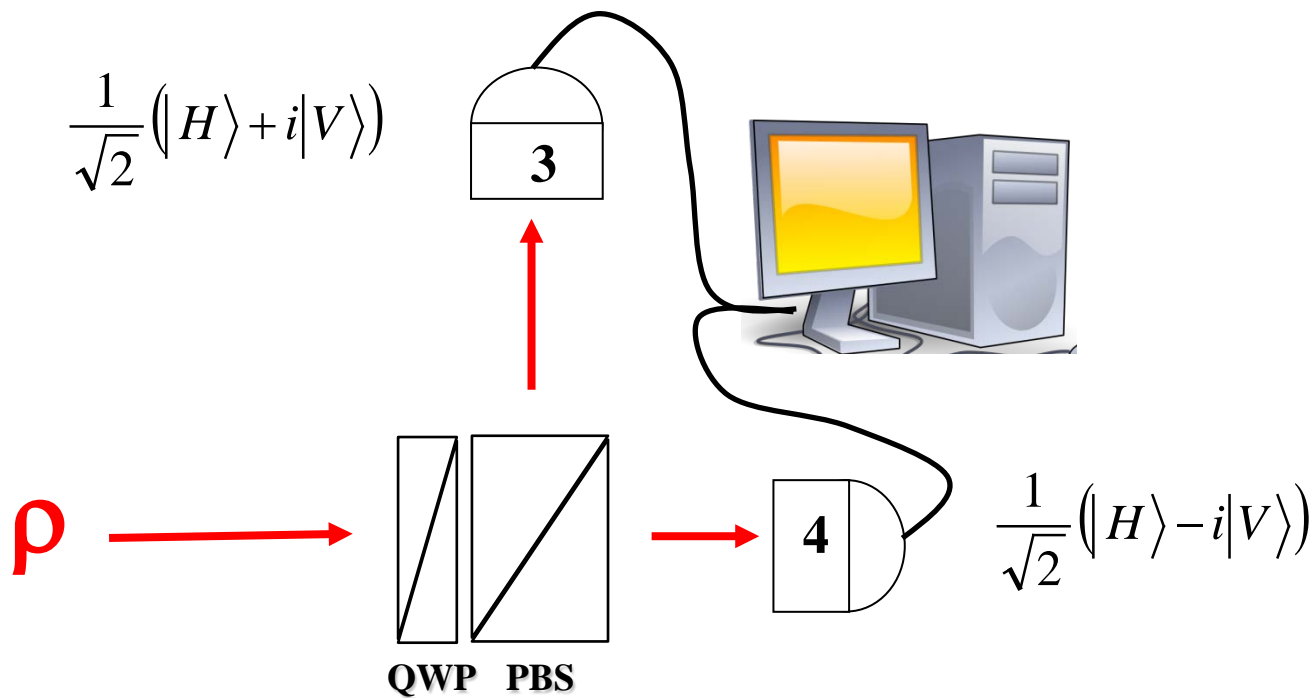 1/√2 (|H⟩ + i|V⟩)
3
ρ
4
1/√2 (|H⟩ − i|V⟩)
QWP PBS